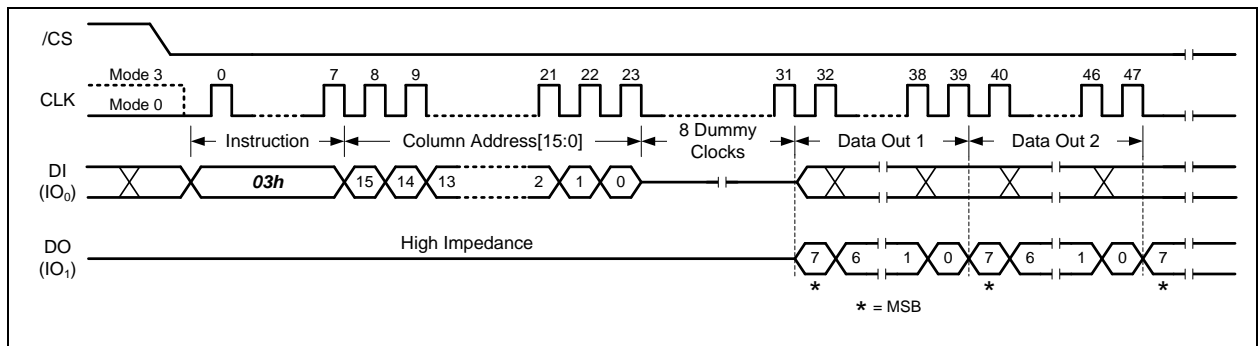 /CS
Mode 3
0 7 8 9 21 22 23 31 32 38 39 40 46 47
CLK
Mode 0
Instruction Column Address[15:0] 8 Dummy Clocks Data Out 1 Data Out 2
DI
(IO₀)
03h 15 14 13 2 1 0
High Impedance
DO
(IO₁)
7 6 1 0 7 6 1 0 7
* * *
* = MSB